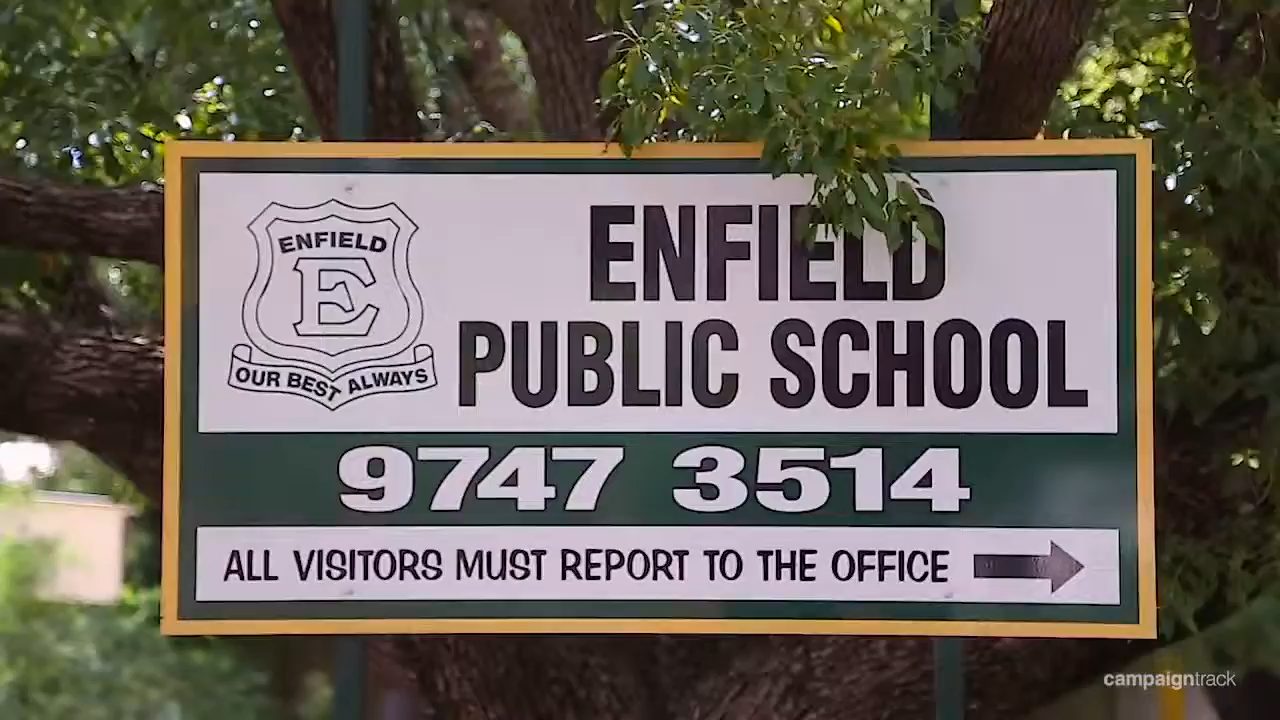 ENFIELD
E
OUR BEST ALWAYS
ENFIELD
PUBLIC SCHOOL
9747 3514
ALL VISITORS MUST REPORT TO THE OFFICE
campaigntrack